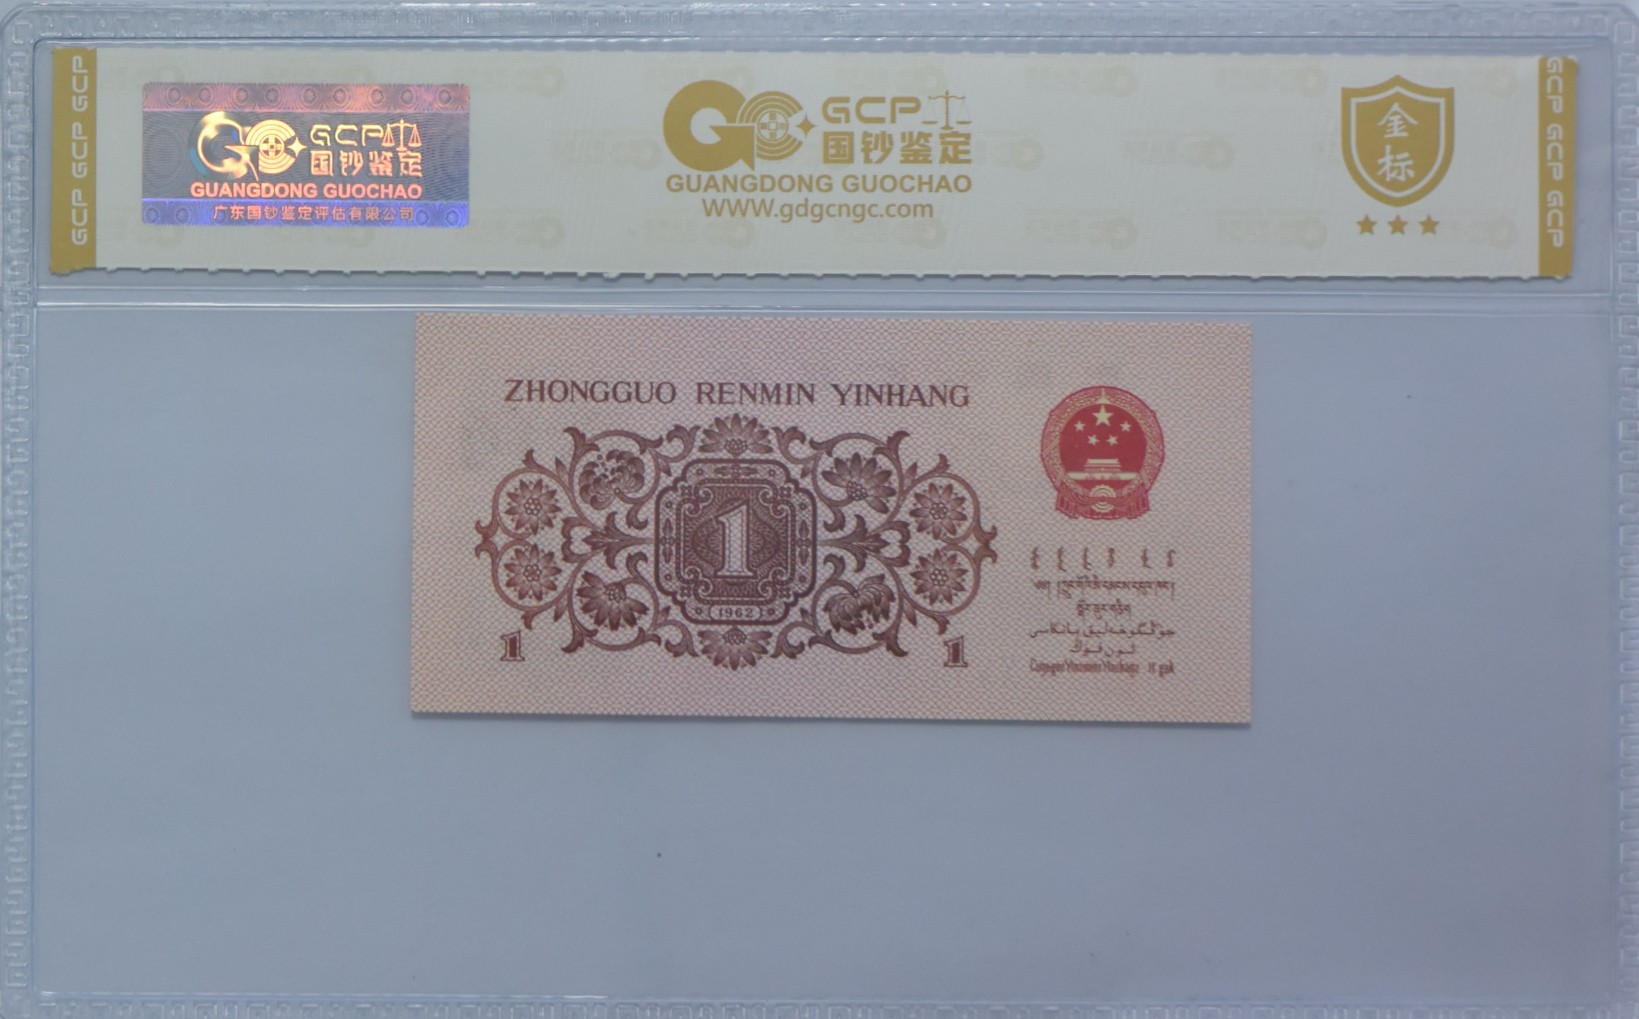 GCP GCP GCP
GCP
国钞鉴定
GUANGDONG GUOCHAO
广东国钞鉴定评估有限公司
GCP
国钞鉴定
GUANGDONG GUOCHAO
WWW.gdgcngc.com
金
标
GCP GCP GCP
ZHONGGUO RENMIN YINHANG
1
(1962)
1
1